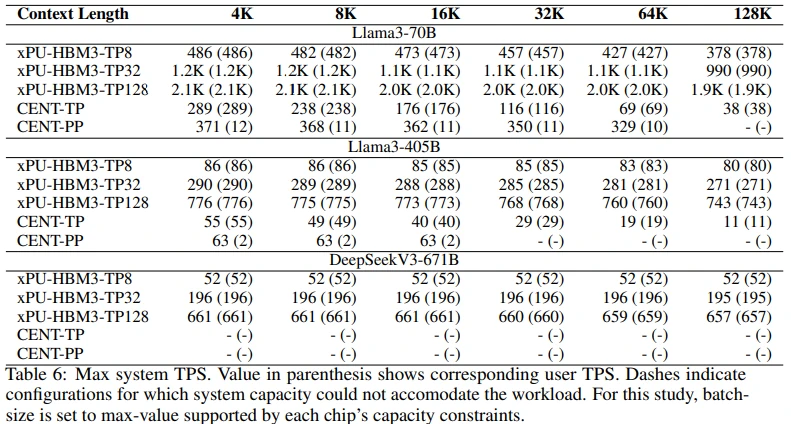 Context Length 4K 8K 16K 32K 64K 128K
Llama3-70B
xPU-HBM3-TP8 486 (486) 482 (482) 473 (473) 457 (457) 427 (427) 378 (378)
xPU-HBM3-TP32 1.2K (1.2K) 1.2K (1.2K) 1.1K (1.1K) 1.1K (1.1K) 1.1K (1.1K) 990 (990)
xPU-HBM3-TP128 2.1K (2.1K) 2.1K (2.1K) 2.0K (2.0K) 2.0K (2.0K) 2.0K (2.0K) 1.9K (1.9K)
CENT-TP 289 (289) 238 (238) 176 (176) 116 (116) 69 (69) 38 (38)
CENT-PP 371 (12) 368 (11) 362 (11) 350 (11) 329 (10) - (-)
Llama3-405B
xPU-HBM3-TP8 86 (86) 86 (86) 85 (85) 85 (85) 83 (83) 80 (80)
xPU-HBM3-TP32 290 (290) 289 (289) 288 (288) 285 (285) 281 (281) 271 (271)
xPU-HBM3-TP128 776 (776) 775 (775) 773 (773) 768 (768) 760 (760) 743 (743)
CENT-TP 55 (55) 49 (49) 40 (40) 29 (29) 19 (19) 11 (11)
CENT-PP 63 (2) 63 (2) 63 (2) - (-) - (-) - (-)
DeepSeekV3-671B
xPU-HBM3-TP8 52 (52) 52 (52) 52 (52) 52 (52) 52 (52) 52 (52)
xPU-HBM3-TP32 196 (196) 196 (196) 196 (196) 196 (196) 196 (196) 195 (195)
xPU-HBM3-TP128 661 (661) 661 (661) 661 (661) 660 (660) 659 (659) 657 (657)
CENT-TP - (-) - (-) - (-) - (-) - (-) - (-)
CENT-PP - (-) - (-) - (-) - (-) - (-) - (-)
Table 6: Max system TPS. Value in parenthesis shows corresponding user TPS. Dashes indicate
configurations for which system capacity could not accomodate the workload. For this study, batch-
size is set to max-value supported by each chip's capacity constraints.